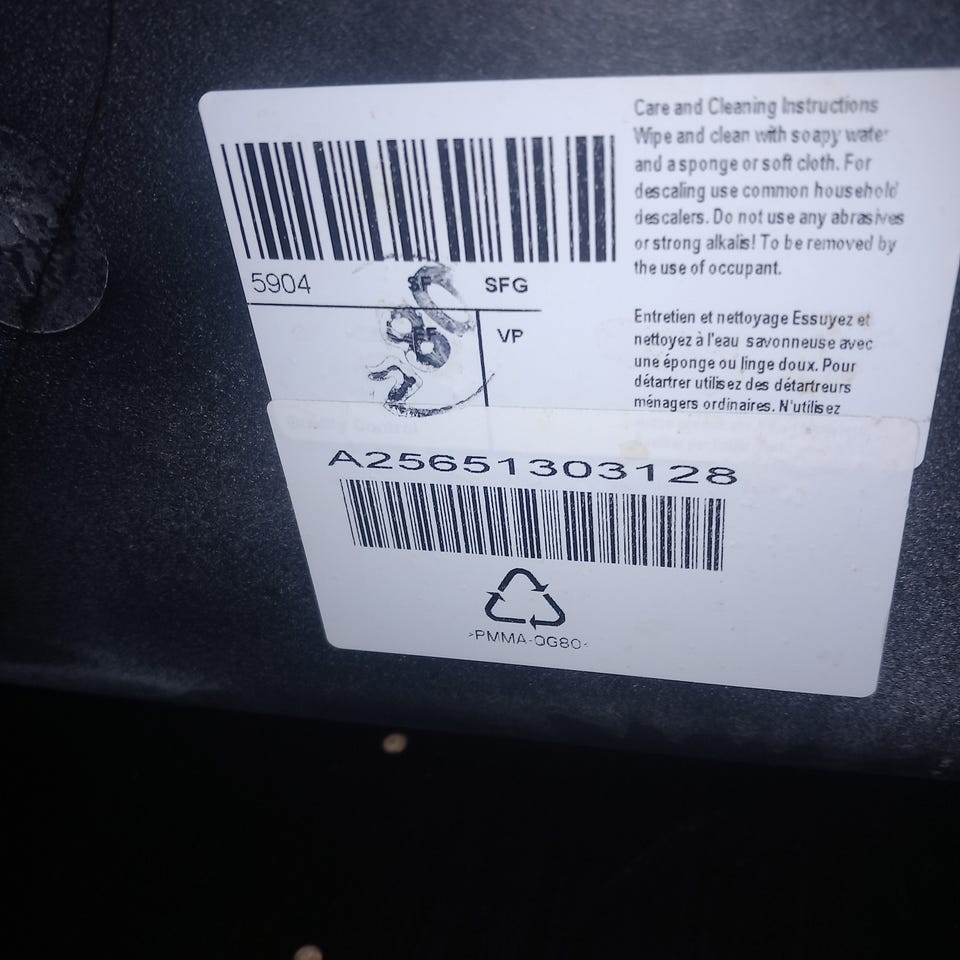 Care and Cleaning Instructions
Wipe and clean with soapy water
and a sponge or soft cloth. For
descaling use common household
descalers. Do not use any abrasives
or strong alkalis! To be removed by
the use of occupant.
5904
SFG
VP
Entretien et nettoyage Essuyez et
nettoyez à l'eau savonneuse avec
une éponge ou linge doux. Pour
détartrer utilisez des détartreurs
ménagers ordinaires. N'utilisez
A25651303128